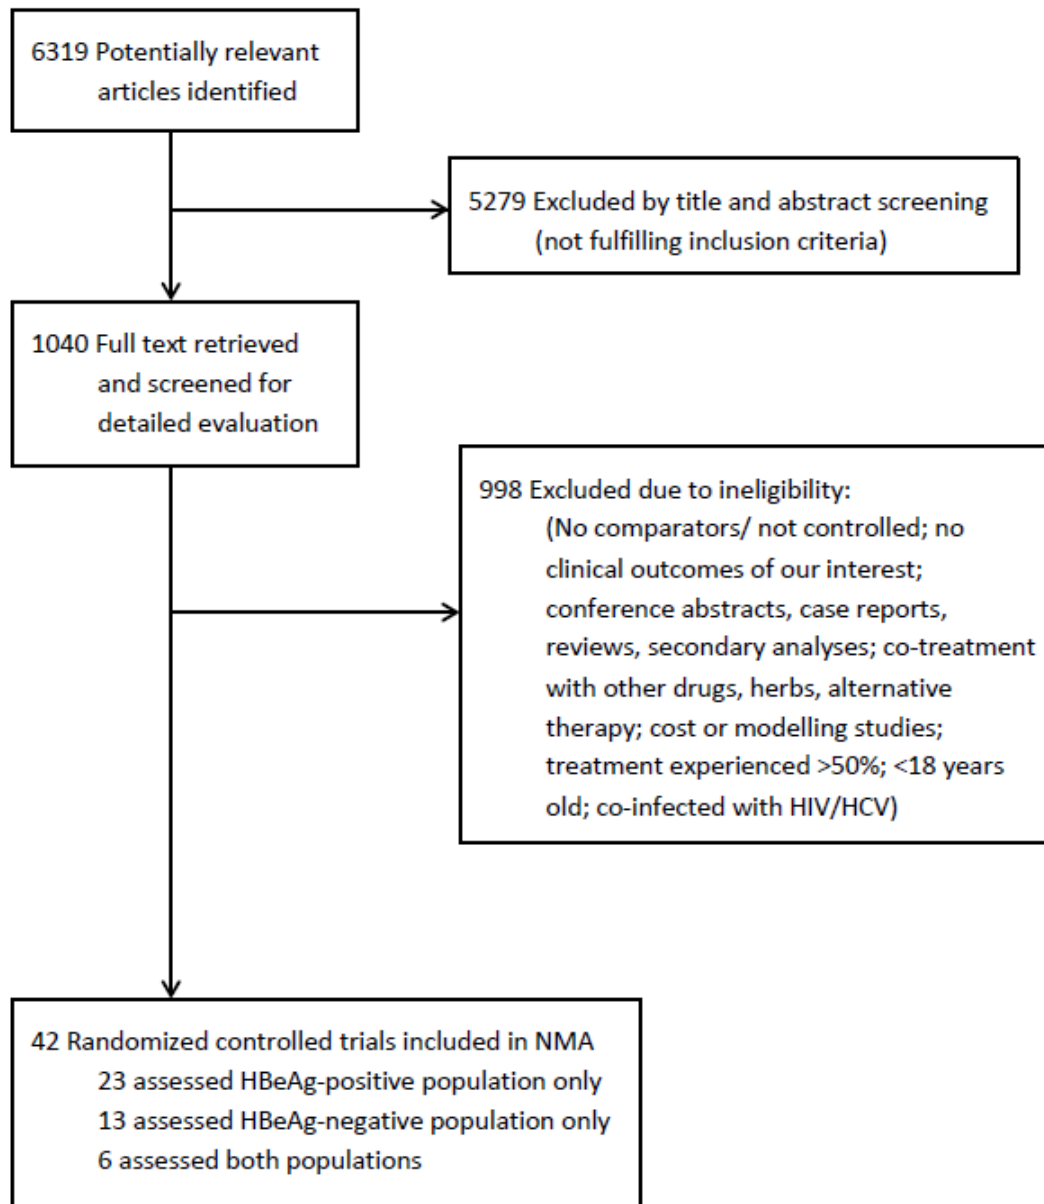 6319 Potentially relevant
articles identified
5279 Excluded by title and abstract screening
(not fulfilling inclusion criteria)
1040 Full text retrieved
and screened for
detailed evaluation
998 Excluded due to ineligibility:
(No comparators/ not controlled; no
clinical outcomes of our interest;
conference abstracts, case reports,
reviews, secondary analyses; co-treatment
with other drugs, herbs, alternative
therapy; cost or modelling studies;
treatment experienced >50%; <18 years
old; co-infected with HIV/HCV)
42 Randomized controlled trials included in NMA
23 assessed HBeAg-positive population only
13 assessed HBeAg-negative population only
6 assessed both populations